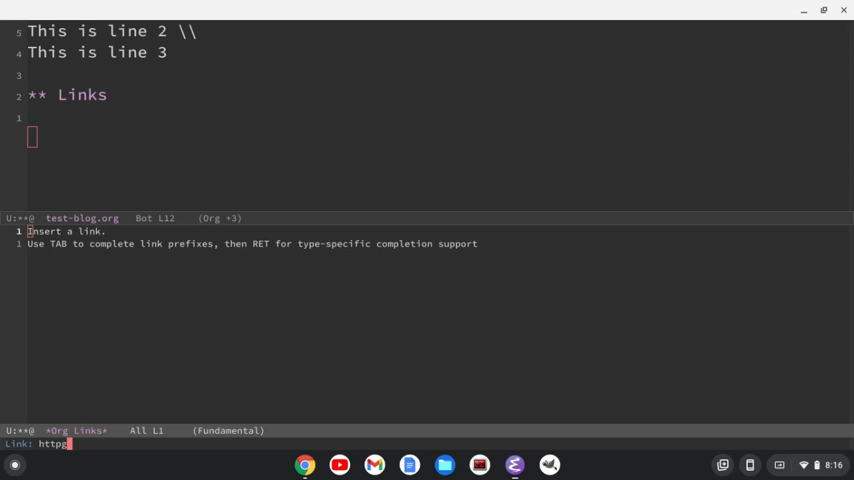 5 This is line 2 \\
4 This is line 3
3
2 ** Links
1
U:**@ test-blog.org Bot L12 (Org +3)
1 Insert a link.
1 Use TAB to complete link prefixes, then RET for type-specific completion support
U:**@ *Org Links* All L1 (Fundamental)
Link: httpg
8:16